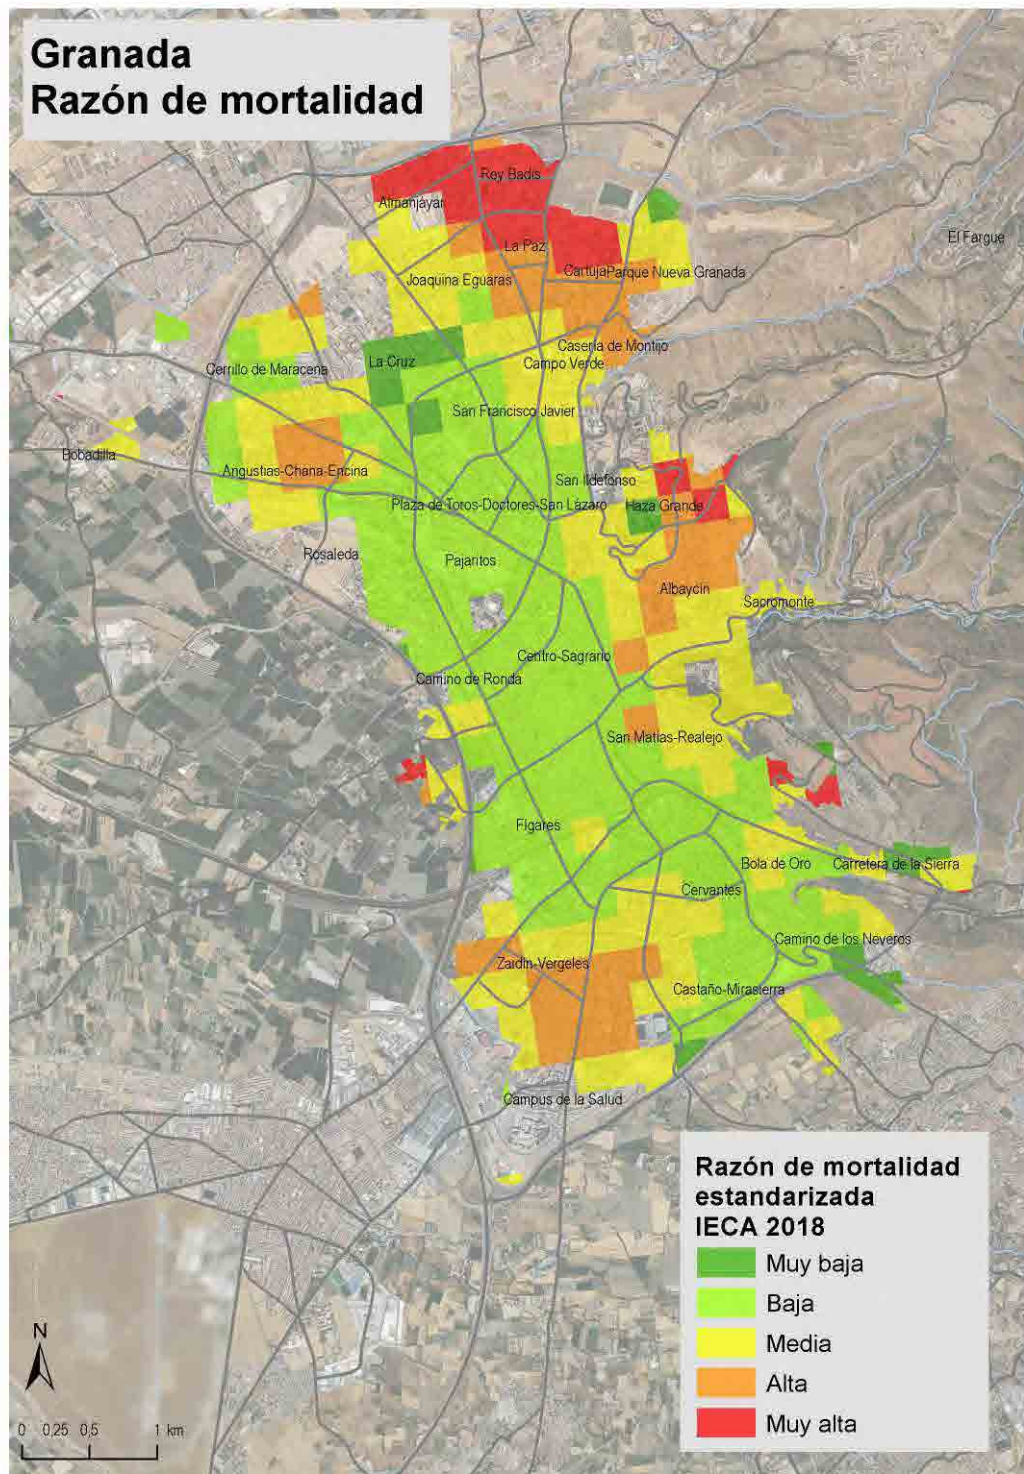 Granada
Razón de mortalidad
Rey Badis
Almanjáyar
El Fargue
La Paz
Cartuja
Parque Nueva Granada
Joaquina Eguaras
Casería de Montijo
La Cruz
Campo Verde
Cerrillo de Maracena
San Francisco Javier
Bobadilla
Angustias-Chana-Encina
San Ildefonso
Plaza de Toros-Doctores-San Lázaro
Haza Grande
Rosaleda
Pajaritos
Albaycín
Sacromonte
Centro-Sagrario
Camino de Ronda
San Matías-Realejo
Fígares
Bola de Oro
Carretera de la Sierra
Cervantes
Camino de los Neveros
Zaidín-Vergeles
Castaño-Mirasierra
Campus de la Salud
Razón de mortalidad
estandarizada
IECA 2018
Muy baja
Baja
Media
Alta
Muy alta
N
0 0,25 0,5 1 km